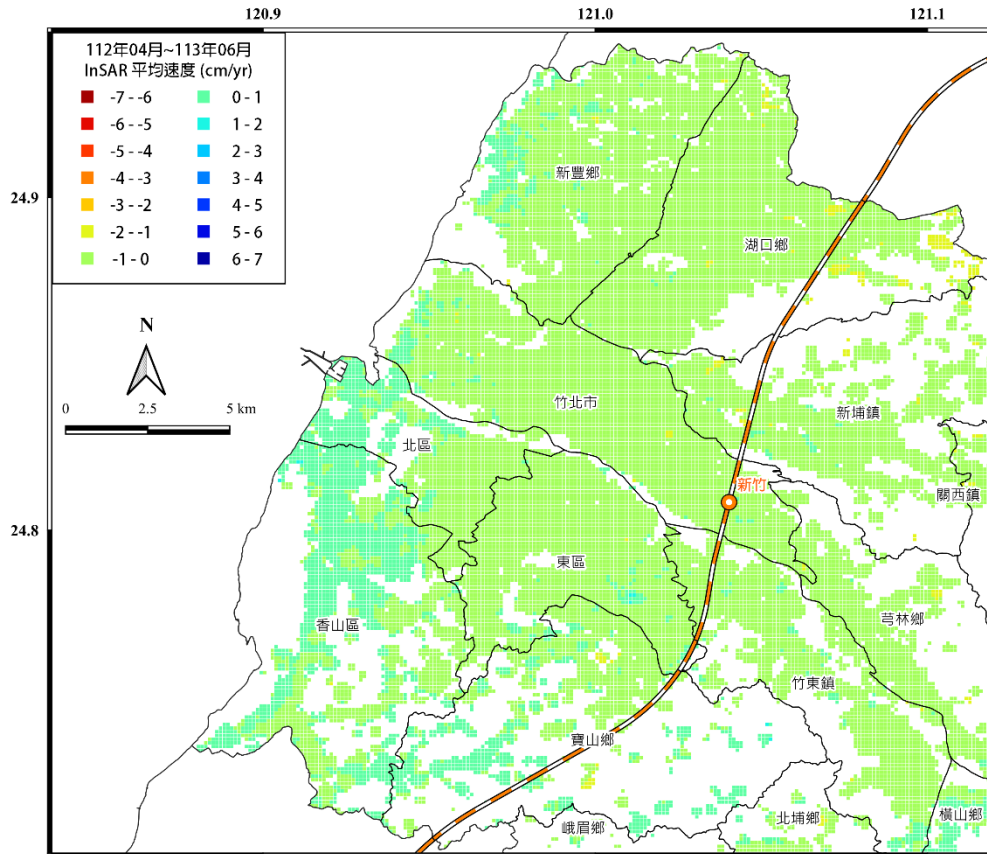 120.9
121.0
121.1
112年04月~113年06月
InSAR 平均速度 (cm/yr)
-7 - -6
0 - 1
-6 - -5
1 - 2
-5 - -4
2 - 3
-4 - -3
3 - 4
-3 - -2
4 - 5
-2 - -1
5 - 6
-1 - 0
6 - 7
24.9
新豐鄉
湖口鄉
N
0
2.5
5 km
竹北市
新埔鎮
北區
新竹
關西鎮
24.8
東區
香山區
芎林鄉
竹東鎮
寶山鄉
峨眉鄉
北埔鄉
橫山鄉